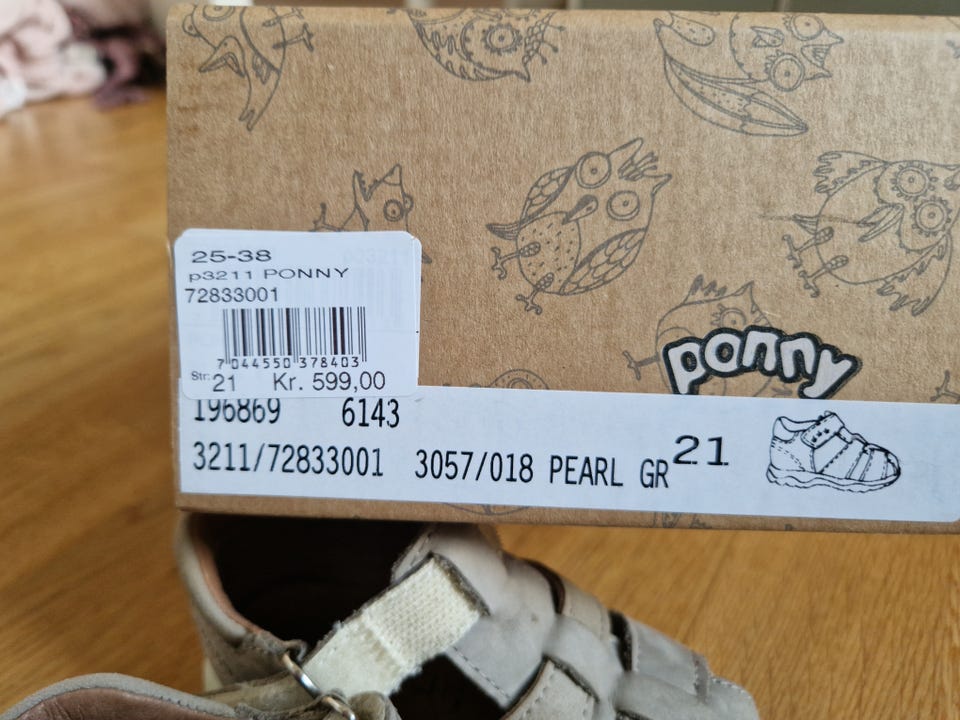 25-38
p3211 PONNY
72833001
7 044550 378403
Str: 21 Kr. 599,00
ponny
196869 6143
3211/72833001 3057/018 PEARL GR 21